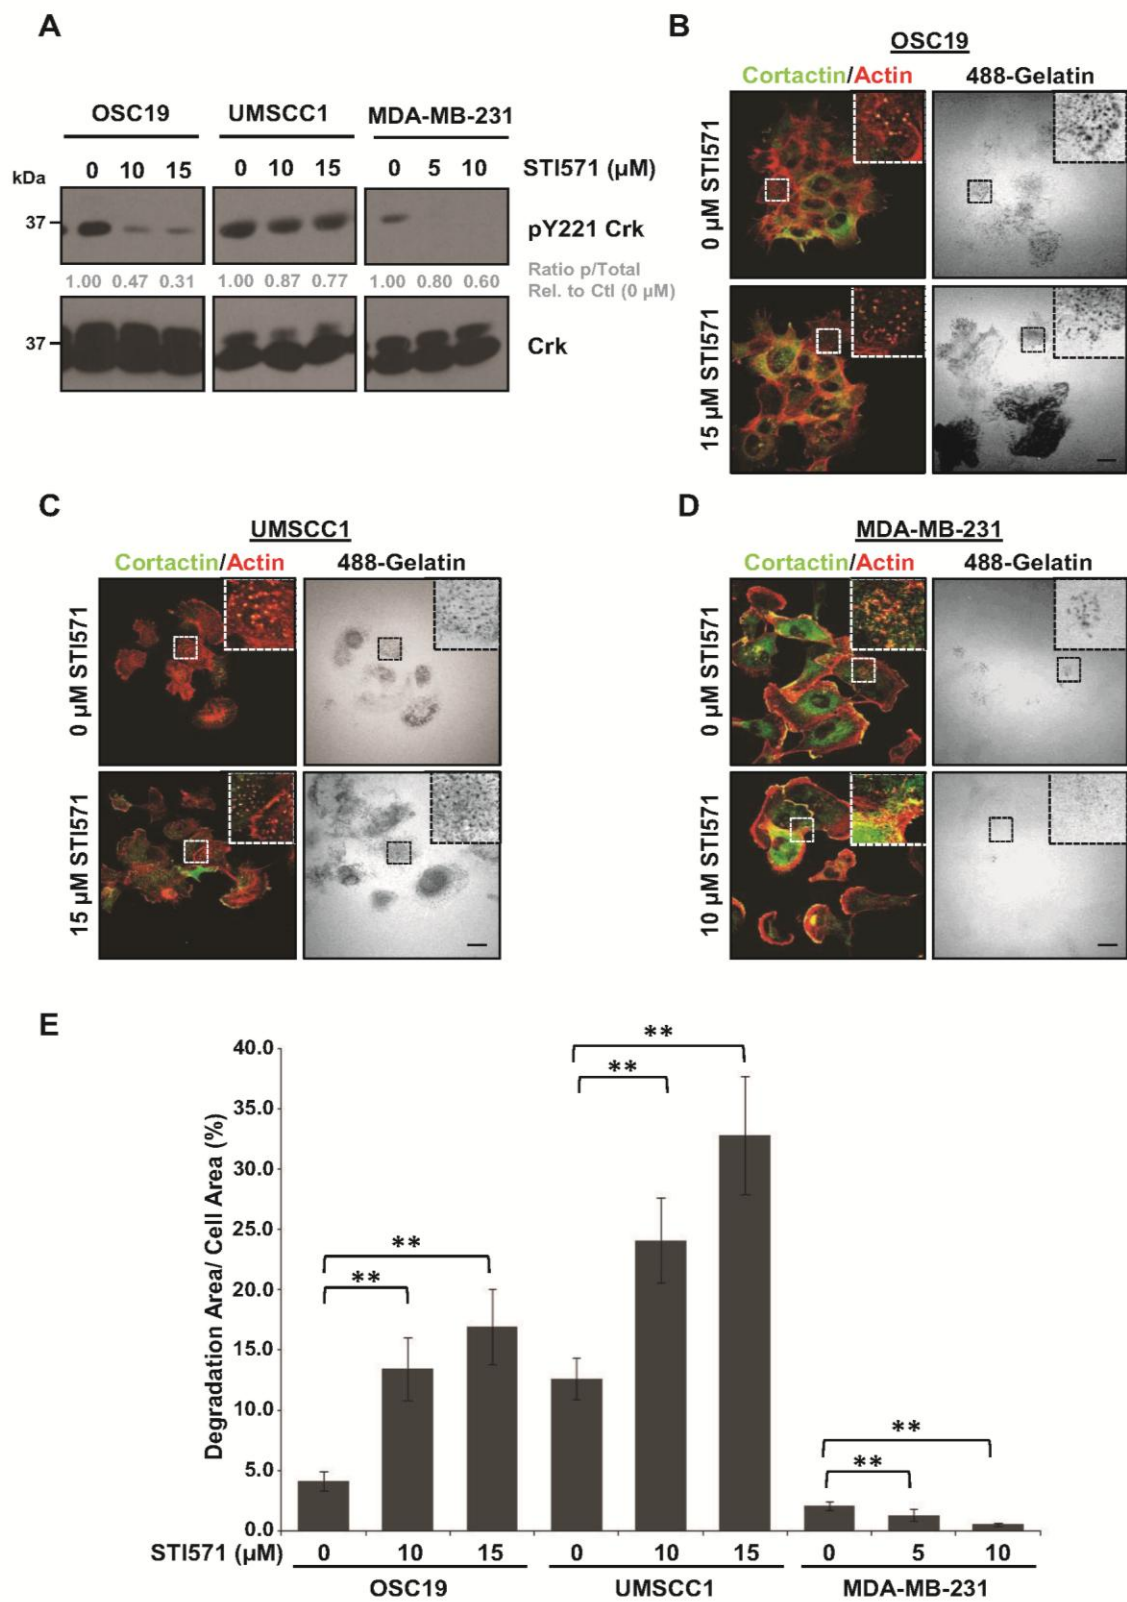 A
OSC19 UMSCC1 MDA-MB-231
0 10 15 0 10 15 0 5 10 STI571 (µM)
kDa
37 pY221 Crk
1.00 0.47 0.31 1.00 0.87 0.77 1.00 0.80 0.60 Ratio p/Total
Rel. to Ctl (0 µM)
37 Crk
B
OSC19
Cortactin/Actin 488-Gelatin
0 µM STI571
15 µM STI571
C
UMSCC1
Cortactin/Actin 488-Gelatin
0 µM STI571
15 µM STI571
D
MDA-MB-231
Cortactin/Actin 488-Gelatin
0 µM STI571
10 µM STI571
E
Degradation Area/ Cell Area (%)
40.0
35.0
30.0
25.0
20.0
15.0
10.0
5.0
0.0
**
**
**
**
**
**
STI571 (µM) 0 10 15 0 10 15 0 5 10
OSC19 UMSCC1 MDA-MB-231